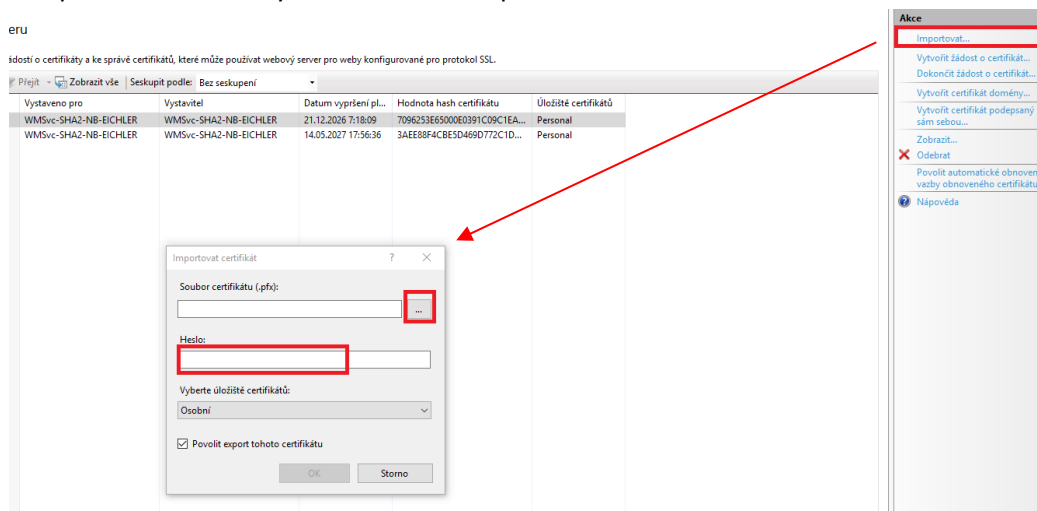 eru
ádostí o certifikáty a ke správě certifikátů, které může používat webový server pro weby konfigurované pro protokol SSL.
Přejít Zobrazit vše Seskupit podle: Bez seskupení
Vystaveno pro Vystavitel Datum vypršení pl... Hodnota hash certifikátu Úložiště certifikátů
WMSvc-SHA2-NB-EICHLER WMSvc-SHA2-NB-EICHLER 21.12.2026 7:18:09 7096253E65000E0391C09C1EA... Personal
WMSvc-SHA2-NB-EICHLER WMSvc-SHA2-NB-EICHLER 14.05.2027 17:56:36 3AEE88F4CBE5D469D772C1D... Personal
Importovat certifikát ? ×
Soubor certifikátu (.pfx):
...
Heslo:
Vyberte úložiště certifikátů:
Osobní
Povolit export tohoto certifikátu
OK Storno
Akce
Importovat...
Vytvořit žádost o certifikát...
Dokončit žádost o certifikát...
Vytvořit certifikát domény...
Vytvořit certifikát podepsaný
sám sebou...
Zobrazit...
Odebrat
Povolit automatické obnoven
vazby obnoveného certifikátu
Nápověda